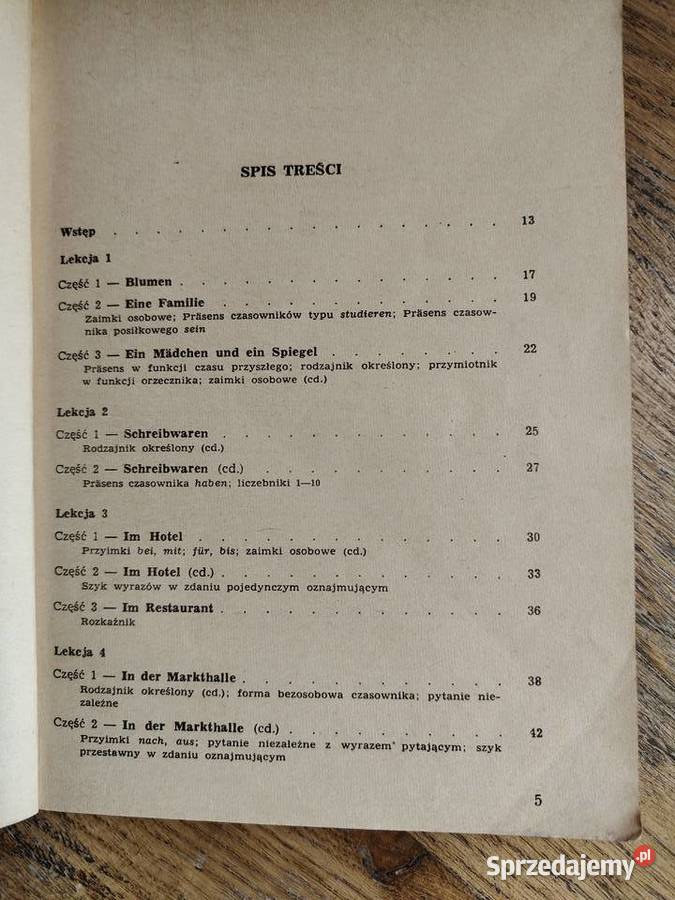 SPIS TREŚCI
Wstęp . . . . . . . . . . . . . . . . . . 13
Lekcja 1
Część 1 — Blumen . . . . . . . . . . . . . . . 17
Część 2 — Eine Familie . . . . . . . . . . . . . 19
Zaimki osobowe; Präsens czasowników typu studieren; Präsens czasow-
nika posiłkowego sein
Część 3 — Ein Mädchen und ein Spiegel . . . . . . . . 22
Präsens w funkcji czasu przyszłego; rodzajnik określony; przymiotnik
w funkcji orzecznika; zaimki osobowe (cd.)
Lekcja 2
Część 1 — Schreibwaren . . . . . . . . . . . . . 25
Rodzajnik określony (cd.)
Część 2 — Schreibwaren (cd.) . . . . . . . . . . . 27
Präsens czasownika haben; liczebniki 1—10
Lekcja 3
Część 1 — Im Hotel . . . . . . . . . . . . . . 30
Przyimki bei, mit; für, bis; zaimki osobowe (cd.)
Część 2 — Im Hotel (cd.) . . . . . . . . . . . . . 33
Szyk wyrazów w zdaniu pojedynczym oznajmującym
Część 3 — Im Restaurant . . . . . . . . . . . . . 36
Rozkaźnik
Lekcja 4
Część 1 — In der Markthalle . . . . . . . . . . . . 38
Rodzajnik określony (cd.); forma bezosobowa czasownika; pytanie nie-
zależne
Część 2 — In der Markthalle (cd.) . . . . . . . . . . 42
Przyimki nach, aus; pytanie niezależne z wyrazem pytającym; szyk
przestawny w zdaniu oznajmującym
5
Sprzedajemy.pl